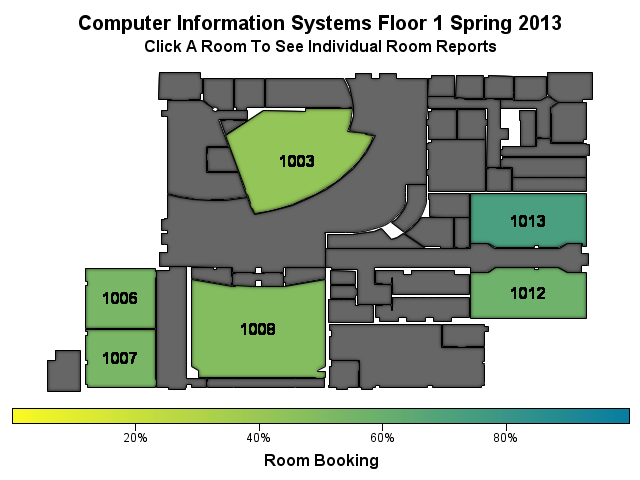 Computer Information Systems Floor 1 Spring 2013
Click A Room To See Individual Room Reports
1003
1013
1006
1012
1008
1007
20% 40% 60% 80%
Room Booking